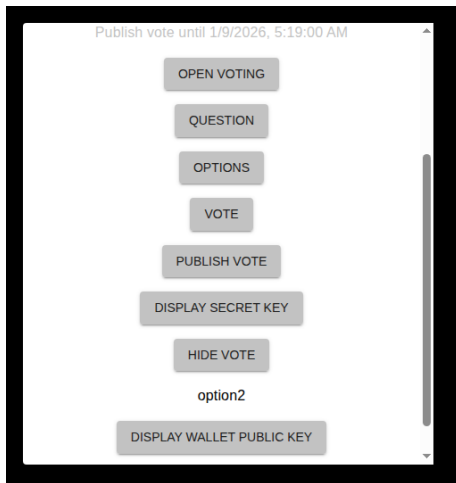 Publish vote until 1/9/2026, 5:19:00 AM
OPEN VOTING
QUESTION
OPTIONS
VOTE
PUBLISH VOTE
DISPLAY SECRET KEY
HIDE VOTE
option2
DISPLAY WALLET PUBLIC KEY